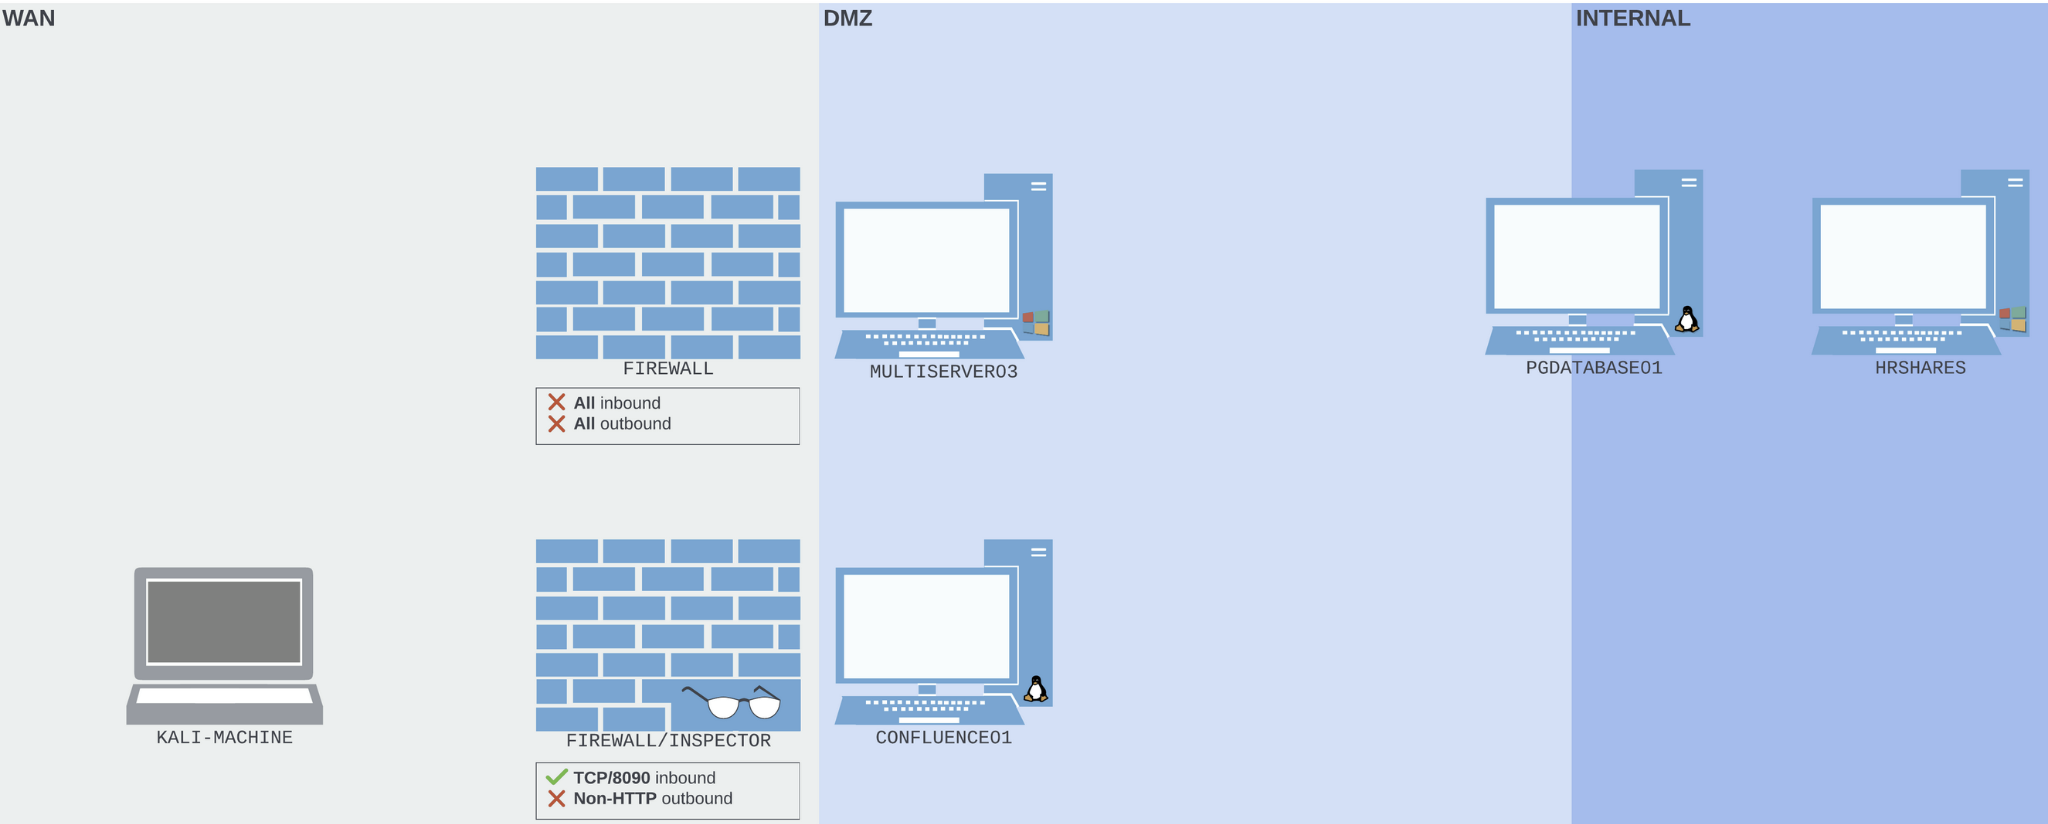 WAN
DMZ
INTERNAL
FIREWALL
All inbound
All outbound
MULTISERVER03
PGDATABASE01
HRSHARES
KALI-MACHINE
FIREWALL/INSPECTOR
TCP/8090 inbound
Non-HTTP outbound
CONFLUENCE01